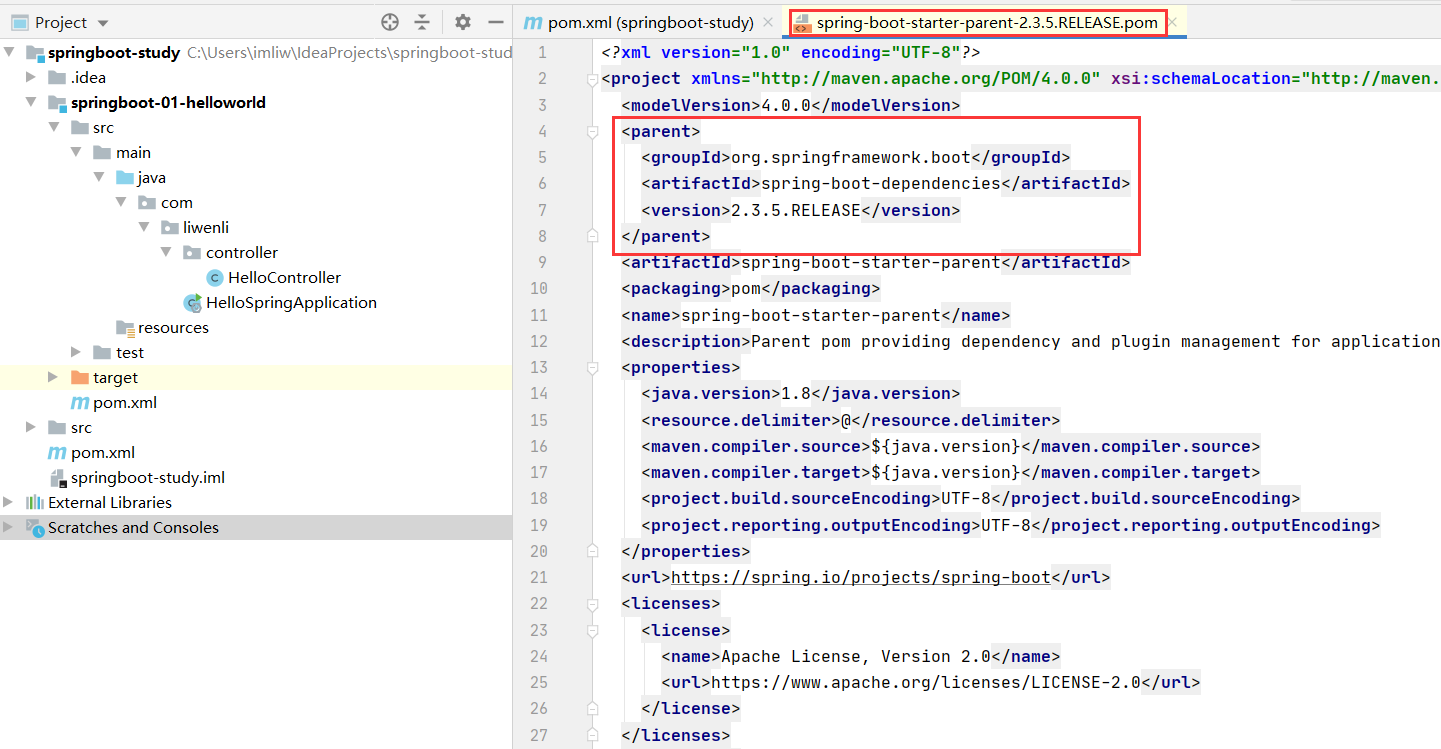 Project
springboot-study C:\Users\imliw\IdeaProjects\springboot-stud
.idea
springboot-01-helloworld
src
main
java
com
liwenli
controller
HelloController
HelloSpringApplication
resources
test
target
pom.xml
src
pom.xml
springboot-study.iml
External Libraries
Scratches and Consoles
pom.xml (springboot-study)
spring-boot-starter-parent-2.3.5.RELEASE.pom
1 <?xml version="1.0" encoding="UTF-8"?>
2 <project xmlns="http://maven.apache.org/POM/4.0.0" xsi:schemaLocation="http://maven.
3 <modelVersion>4.0.0</modelVersion>
4 <parent>
5 <groupId>org.springframework.boot</groupId>
6 <artifactId>spring-boot-dependencies</artifactId>
7 <version>2.3.5.RELEASE</version>
8 </parent>
9 <artifactId>spring-boot-starter-parent</artifactId>
10 <packaging>pom</packaging>
11 <name>spring-boot-starter-parent</name>
12 <description>Parent pom providing dependency and plugin management for application
13 <properties>
14 <java.version>1.8</java.version>
15 <resource.delimiter>@</resource.delimiter>
16 <maven.compiler.source>${java.version}</maven.compiler.source>
17 <maven.compiler.target>${java.version}</maven.compiler.target>
18 <project.build.sourceEncoding>UTF-8</project.build.sourceEncoding>
19 <project.reporting.outputEncoding>UTF-8</project.reporting.outputEncoding>
20 </properties>
21 <url>https://spring.io/projects/spring-boot</url>
22 <licenses>
23 <license>
24 <name>Apache License, Version 2.0</name>
25 <url>https://www.apache.org/licenses/LICENSE-2.0</url>
26 </license>
27 </licenses>